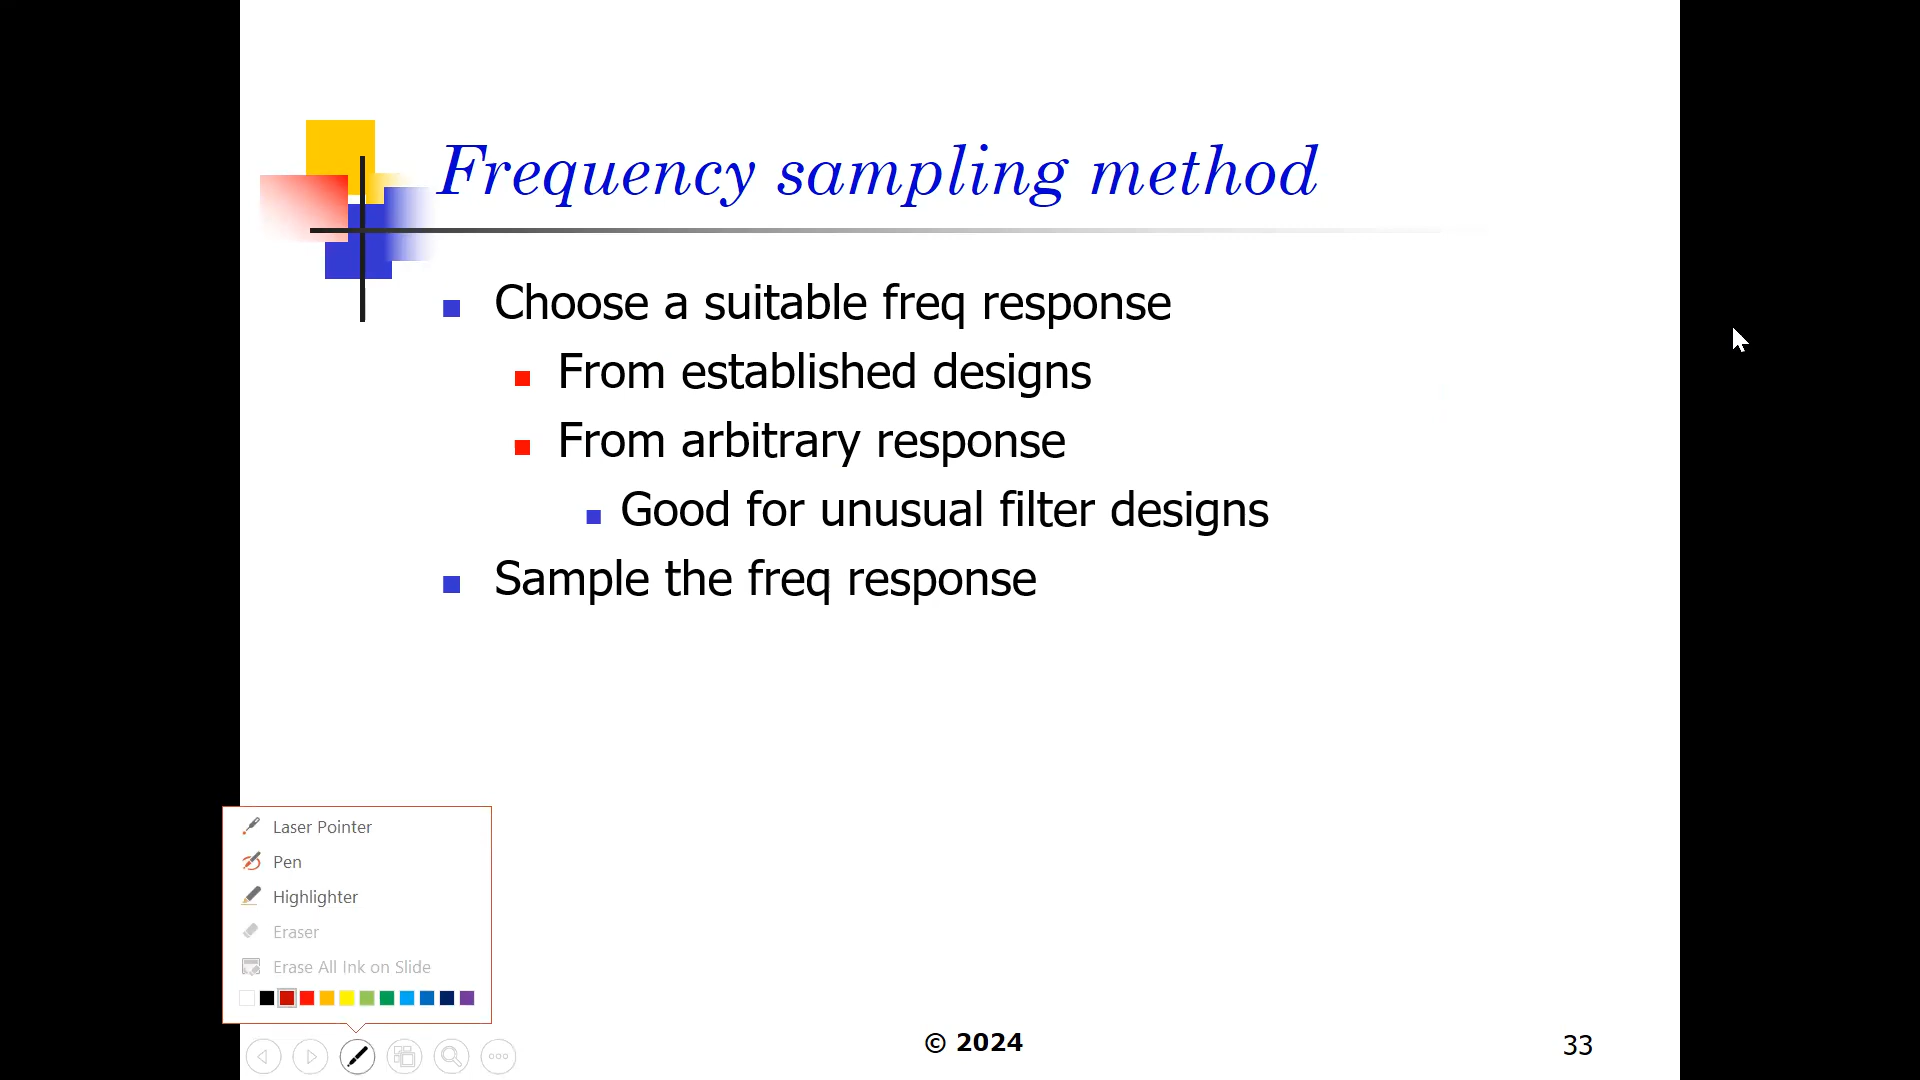 Frequency sampling method
Choose a suitable freq response
From established designs
From arbitrary response
Good for unusual filter designs
Sample the freq response
Laser Pointer
Pen
Highlighter
Eraser
Erase All Ink on Slide
© 2024
33